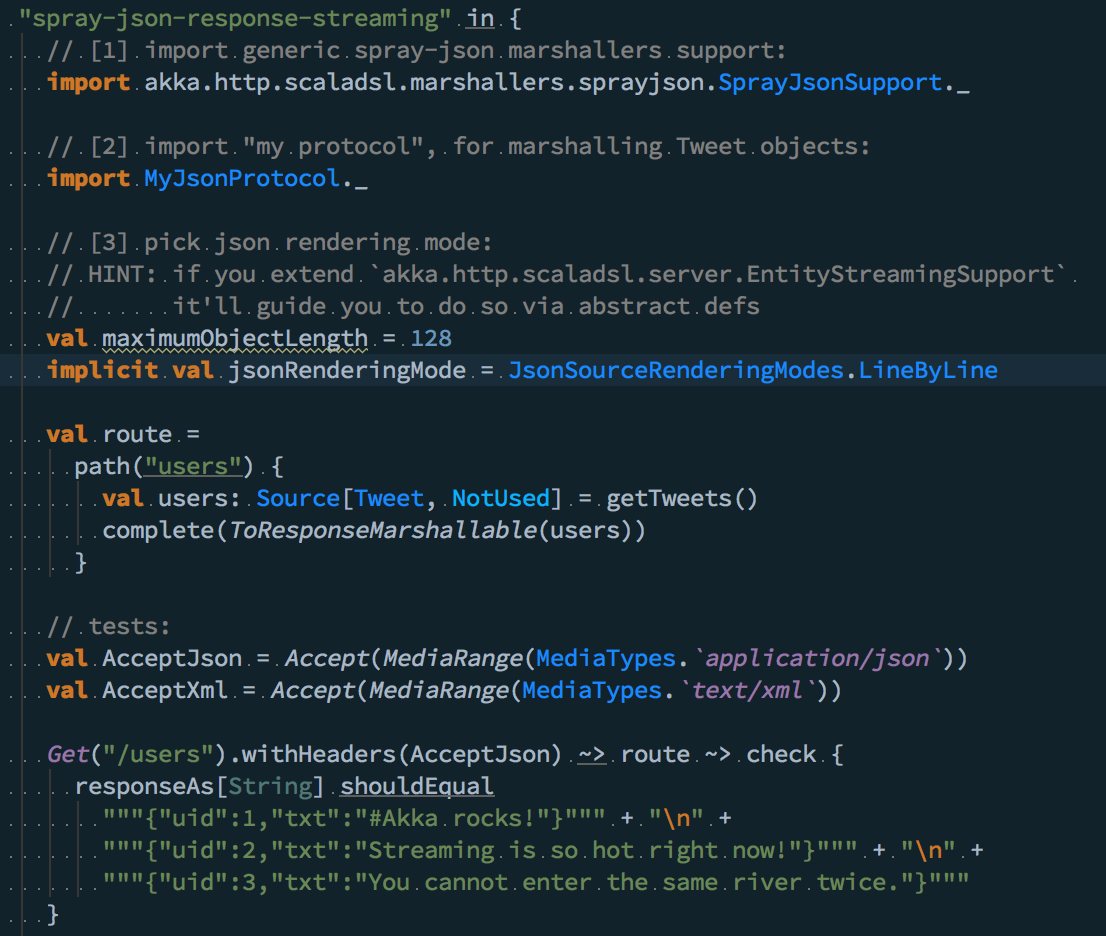 "spray-json-response-streaming" in {
// [1] import generic spray-json marshallers support:
import akka.http.scaladsl.marshallers.sprayjson.SprayJsonSupport._
// [2] import "my protocol", for marshalling Tweet objects:
import MyJsonProtocol._
// [3] pick json rendering mode:
// HINT: if you extend `akka.http.scaladsl.server.EntityStreamingSupport`
//       it'll guide you to do so via abstract defs
val maximumObjectLength = 128
implicit val jsonRenderingMode = JsonSourceRenderingModes.LineByLine
val route =
path("users") {
val users: Source[Tweet, NotUsed] = getTweets()
complete(ToResponseMarshallable(users))
}
// tests:
val AcceptJson = Accept(MediaRange(MediaTypes.`application/json`))
val AcceptXml = Accept(MediaRange(MediaTypes.`text/xml`))
Get("/users").withHeaders(AcceptJson) ~> route ~> check {
responseAs[String] shouldEqual
"""{"uid":1,"txt":"#Akka rocks!"}""" + "\n" +
"""{"uid":2,"txt":"Streaming is so hot right now!"}""" + "\n" +
"""{"uid":3,"txt":"You cannot enter the same river twice."}"""
}